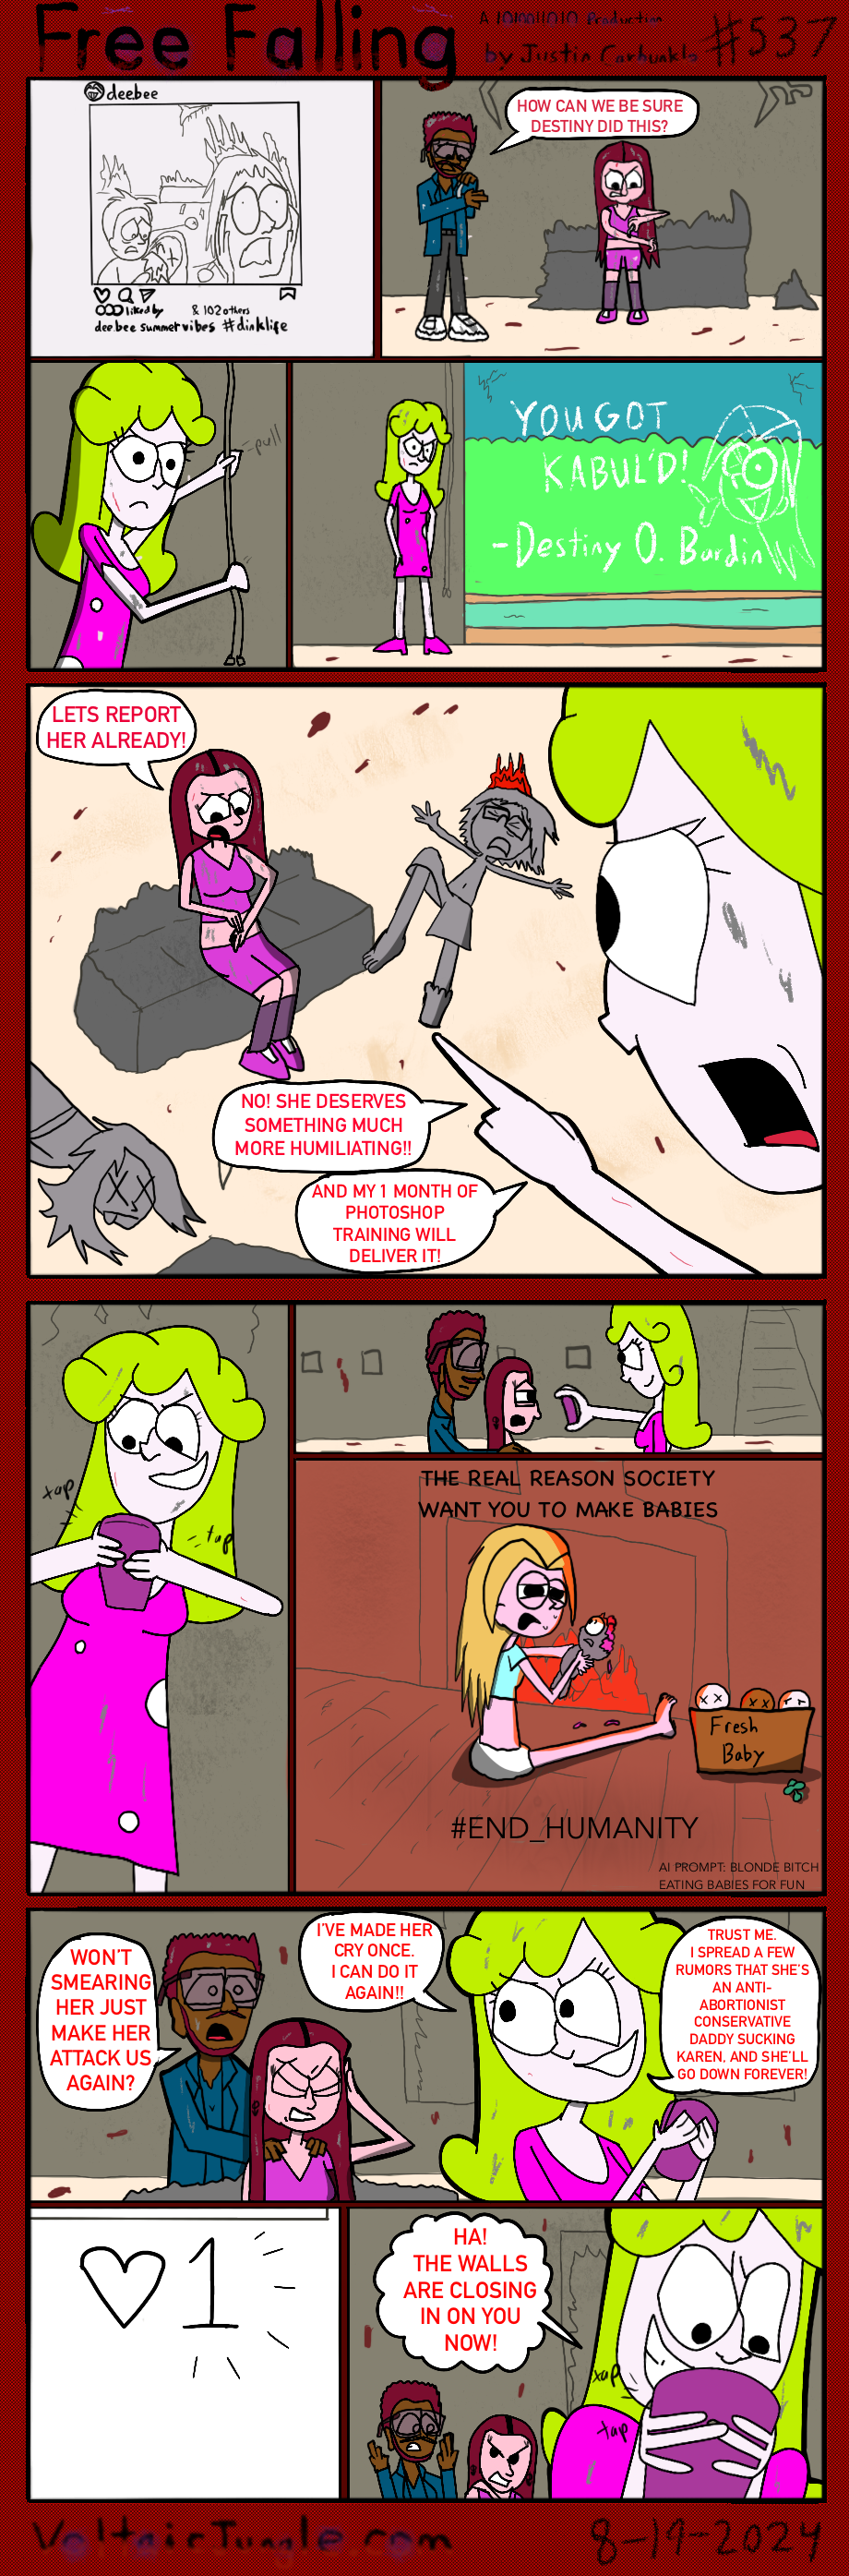 Free Falling
A 101001101 Production
by Justin Carbunklo
#537
deebee
liked by & 102 others
deebee summer vibes #dinklife
HOW CAN WE BE SURE
DESTINY DID THIS?
-pull
YOU GOT
KABUL'D!
-Destiny O. Bardin
LETS REPORT
HER ALREADY!
NO! SHE DESERVES
SOMETHING MUCH
MORE HUMILIATING!!
AND MY 1 MONTH OF
PHOTOSHOP
TRAINING WILL
DELIVER IT!
tap
-tap
THE REAL REASON SOCIETY
WANT YOU TO MAKE BABIES
Fresh
Baby
#END_HUMANITY
AI PROMPT: BLONDE BITCH
EATING BABIES FOR FUN
WON'T
SMEARING
HER JUST
MAKE HER
ATTACK US
AGAIN?
I'VE MADE HER
CRY ONCE.
I CAN DO IT
AGAIN!!
TRUST ME.
I SPREAD A FEW
RUMORS THAT SHE'S
AN ANTI-
ABORTIONIST
CONSERVATIVE
DADDY SUCKING
KAREN, AND SHE'LL
GO DOWN FOREVER!
1
HA!
THE WALLS
ARE CLOSING
IN ON YOU
NOW!
tap
tap
VoltairJungle.com
8-19-2024